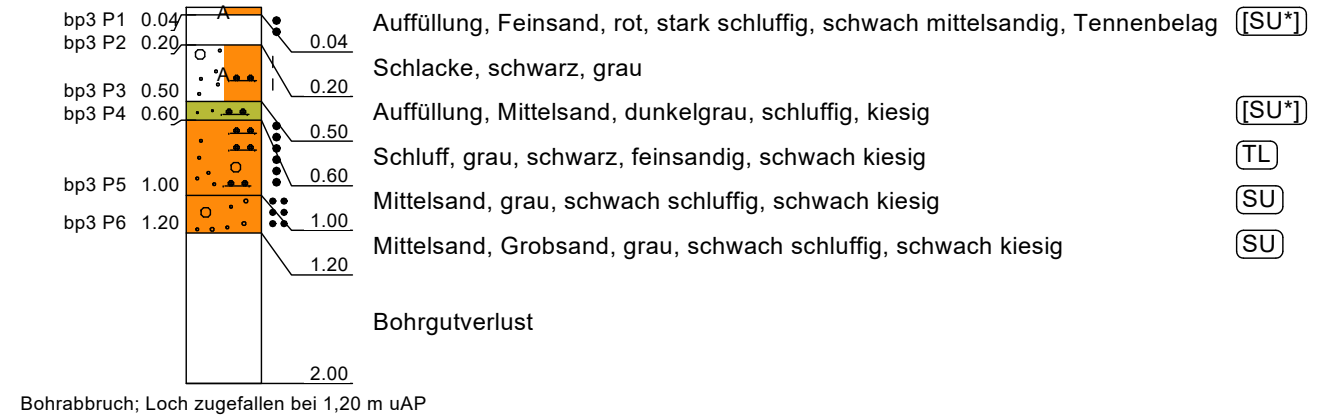 bp3 P1 0.04 A Auffüllung, Feinsand, rot, stark schluffig, schwach mittelsandig, Tennenbelag [SU*]
bp3 P2 0.20 0.04
Schlacke, schwarz, grau
A
bp3 P3 0.50 0.20
bp3 P4 0.60 Auffüllung, Mittelsand, dunkelgrau, schluffig, kiesig [SU*]
0.50
Schluff, grau, schwarz, feinsandig, schwach kiesig TL
bp3 P5 1.00 0.60
Mittelsand, grau, schwach schluffig, schwach kiesig SU
bp3 P6 1.20 1.00
Mittelsand, Grobsand, grau, schwach schluffig, schwach kiesig SU
1.20
Bohrgutverlust
2.00
Bohrabbruch; Loch zugefallen bei 1,20 m uAP